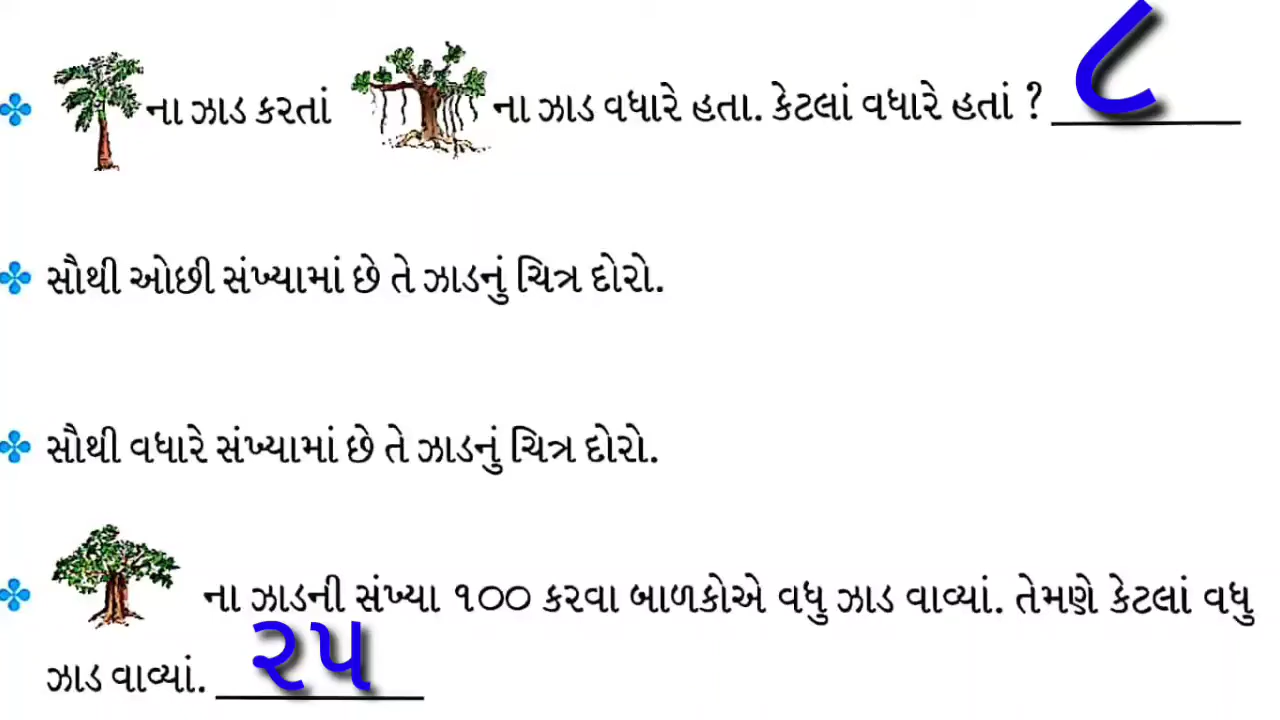 ના ઝાડ કરતાં ના ઝાડ વધારે હતા. કેટલાં વધારે હતાં ? ૮
સૌથી ઓછી સંખ્યામાં છે તે ઝાડનું ચિત્ર દોરો.
સૌથી વધારે સંખ્યામાં છે તે ઝાડનું ચિત્ર દોરો.
ના ઝાડની સંખ્યા ૧૦૦ કરવા બાળકોએ વધુ ઝાડ વાવ્યાં. તેમણે કેટલાં વધુ
ઝાડ વાવ્યાં. ૨૫